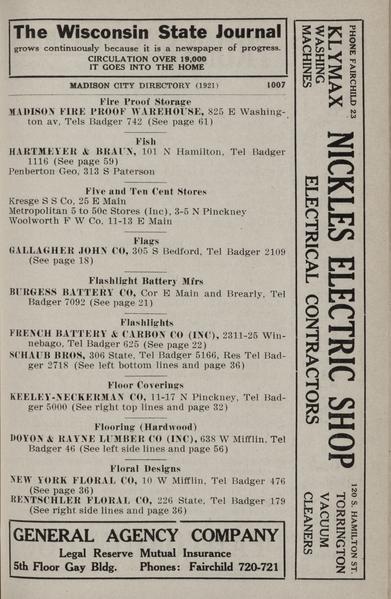 The Wisconsin State Journal
grows continuously because it is a newspaper of progress.
CIRCULATION OVER 19,000
IT GOES INTO THE HOME
MADISON CITY DIRECTORY (1921) 1007
Fire Proof Storage
MADISON FIRE PROOF WAREHOUSE, 825 E Washing-
ton av, Tels Badger 742 (See page 61)
Fish
HARTMEYER & BRAUN, 101 N Hamilton, Tel Badger
1116 (See page 59)
Penberton Geo, 313 S Paterson
Five and Ten Cent Stores
Kresge S S Co, 25 E Main
Metropolitan 5 to 50c Stores (Inc), 3-5 N Pinckney
Woolworth F W Co, 11-13 E Main
Flags
GALLAGHER JOHN CO, 305 S Bedford, Tel Badger 2109
(See page 18)
Flashlight Battery Mfrs
BURGESS BATTERY CO, Cor E Main and Brearly, Tel
Badger 7092 (See page 21)
Flashlights
FRENCH BATTERY & CARBON CO (INC), 2311-25 Win-
nebago, Tel Badger 625 (See page 22)
SCHAUB BROS, 306 State, Tel Badger 5166, Res Tel Bad-
ger 2718 (See left bottom lines and page 36)
Floor Coverings
KEELEY-NECKERMAN CO, 11-17 N Pinckney, Tel Bad-
ger 5000 (See right top lines and page 32)
Flooring (Hardwood)
DOYON & RAYNE LUMBER CO (INC), 638 W Mifflin, Tel
Badger 46 (See left side lines and page 56)
Floral Designs
NEW YORK FLORAL CO, 10 W Mifflin, Tel Badger 476
(See page 36)
RENTSCHLER FLORAL CO, 226 State, Tel Badger 179
(See right side lines and page 36)
GENERAL AGENCY COMPANY
Legal Reserve Mutual Insurance
5th Floor Gay Bldg. Phones: Fairchild 720-721
PHONE FAIRCHILD 23
KLYMAX
WASHING
MACHINES
NICKLES ELECTRIC SHOP
ELECTRICAL CONTRACTORS
120 S. HAMILTON ST.
TORRINGTON
VACUUM
CLEANERS